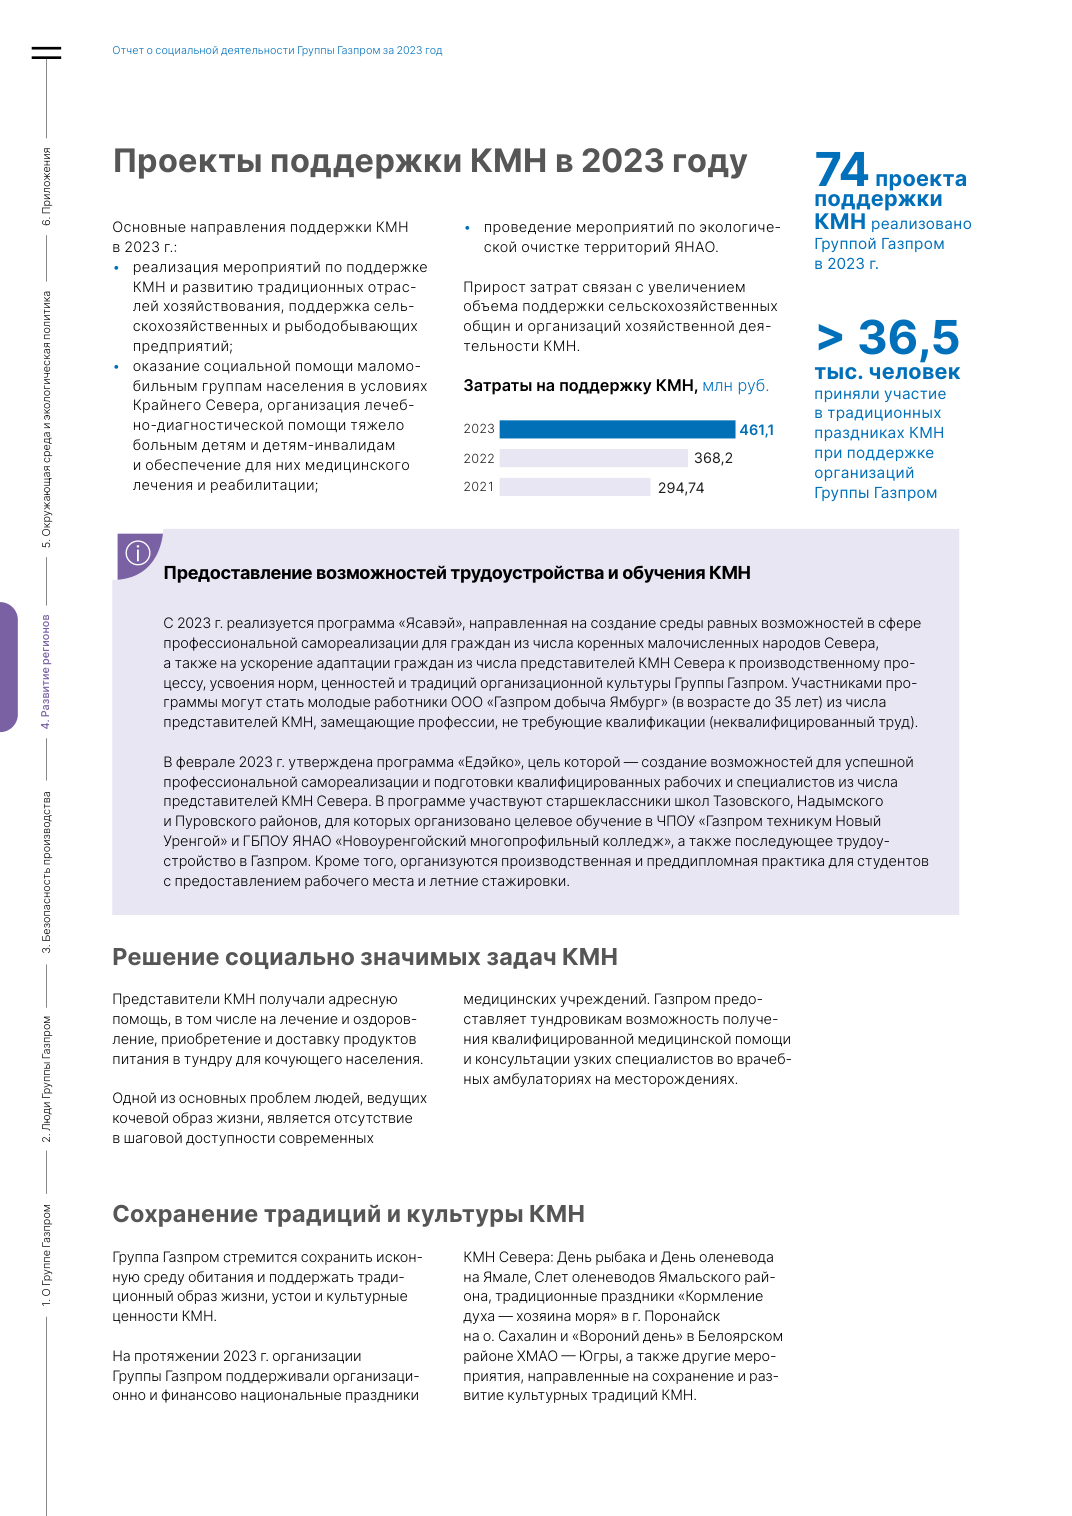 Отчет о социальной деятельности Группы Газпром за 2023 год
6. Приложения
5. Окружающая среда и экологическая политика
4. Развитие регионов
3. Безопасность производства
2. Люди Группы Газпром
1. О Группе Газпром
Проекты поддержки КМН в 2023 году
Основные направления поддержки КМН
в 2023 г.:
• реализация мероприятий по поддержке
КМН и развитию традиционных отрас-
лей хозяйствования, поддержка сель-
скохозяйственных и рыбодобывающих
предприятий;
• оказание социальной помощи маломо-
бильным группам населения в условиях
Крайнего Севера, организация лечеб-
но-диагностической помощи тяжело
больным детям и детям-инвалидам
и обеспечение для них медицинского
лечения и реабилитации;
• проведение мероприятий по экологиче-
ской очистке территорий ЯНАО.
Прирост затрат связан с увеличением
объема поддержки сельскохозяйственных
общин и организаций хозяйственной дея-
тельности КМН.
Затраты на поддержку КМН, млн руб.
2023 461,1
2022 368,2
2021 294,74
74 проекта
поддержки
КМН реализовано
Группой Газпром
в 2023 г.
> 36,5
тыс. человек
приняли участие
в традиционных
праздниках КМН
при поддержке
организаций
Группы Газпром
Предоставление возможностей трудоустройства и обучения КМН
С 2023 г. реализуется программа «Ясавэй», направленная на создание среды равных возможностей в сфере
профессиональной самореализации для граждан из числа коренных малочисленных народов Севера,
а также на ускорение адаптации граждан из числа представителей КМН Севера к производственному про-
цессу, усвоения норм, ценностей и традиций организационной культуры Группы Газпром. Участниками про-
граммы могут стать молодые работники ООО «Газпром добыча Ямбург» (в возрасте до 35 лет) из числа
представителей КМН, замещающие профессии, не требующие квалификации (неквалифицированный труд).
В феврале 2023 г. утверждена программа «Едэйко», цель которой — создание возможностей для успешной
профессиональной самореализации и подготовки квалифицированных рабочих и специалистов из числа
представителей КМН Севера. В программе участвуют старшеклассники школ Тазовского, Надымского
и Пуровского районов, для которых организовано целевое обучение в ЧПОУ «Газпром техникум Новый
Уренгой» и ГБПОУ ЯНАО «Новоуренгойский многопрофильный колледж», а также последующее трудоу-
стройство в Газпром. Кроме того, организуются производственная и преддипломная практика для студентов
с предоставлением рабочего места и летние стажировки.
Решение социально значимых задач КМН
Представители КМН получали адресную
помощь, в том числе на лечение и оздоров-
ление, приобретение и доставку продуктов
питания в тундру для кочующего населения.
Одной из основных проблем людей, ведущих
кочевой образ жизни, является отсутствие
в шаговой доступности современных
медицинских учреждений. Газпром предо-
ставляет тундровикам возможность получе-
ния квалифицированной медицинской помощи
и консультации узких специалистов во врачеб-
ных амбулаториях на месторождениях.
Сохранение традиций и культуры КМН
Группа Газпром стремится сохранить искон-
ную среду обитания и поддержать тради-
ционный образ жизни, устои и культурные
ценности КМН.
На протяжении 2023 г. организации
Группы Газпром поддерживали организаци-
онно и финансово национальные праздники
КМН Севера: День рыбака и День оленевода
на Ямале, Слет оленеводов Ямальского рай-
она, традиционные праздники «Кормление
духа — хозяина моря» в г. Поронайск
на о. Сахалин и «Вороний день» в Белоярском
районе ХМАО — Югры, а также другие меро-
приятия, направленные на сохранение и раз-
витие культурных традиций КМН.